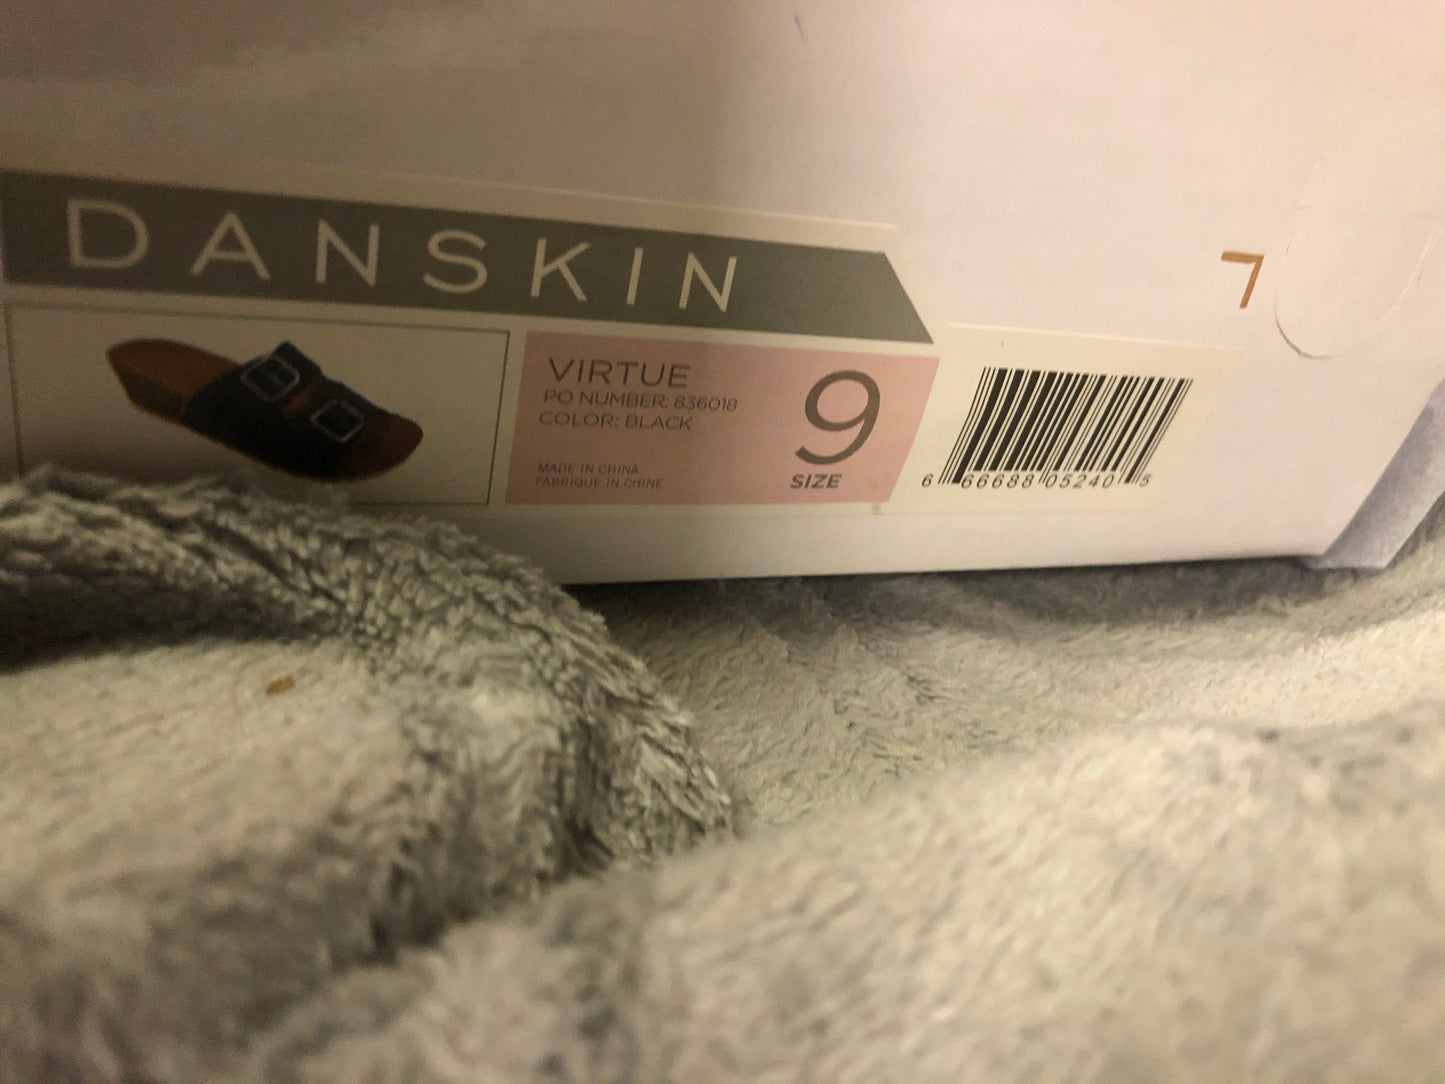 DANSKIN
VIRTUE
PO NUMBER: 836018
COLOR: BLACK
MADE IN CHINA
FABRIQUE IN CHINE
9
SIZE
6 66688 05240 5